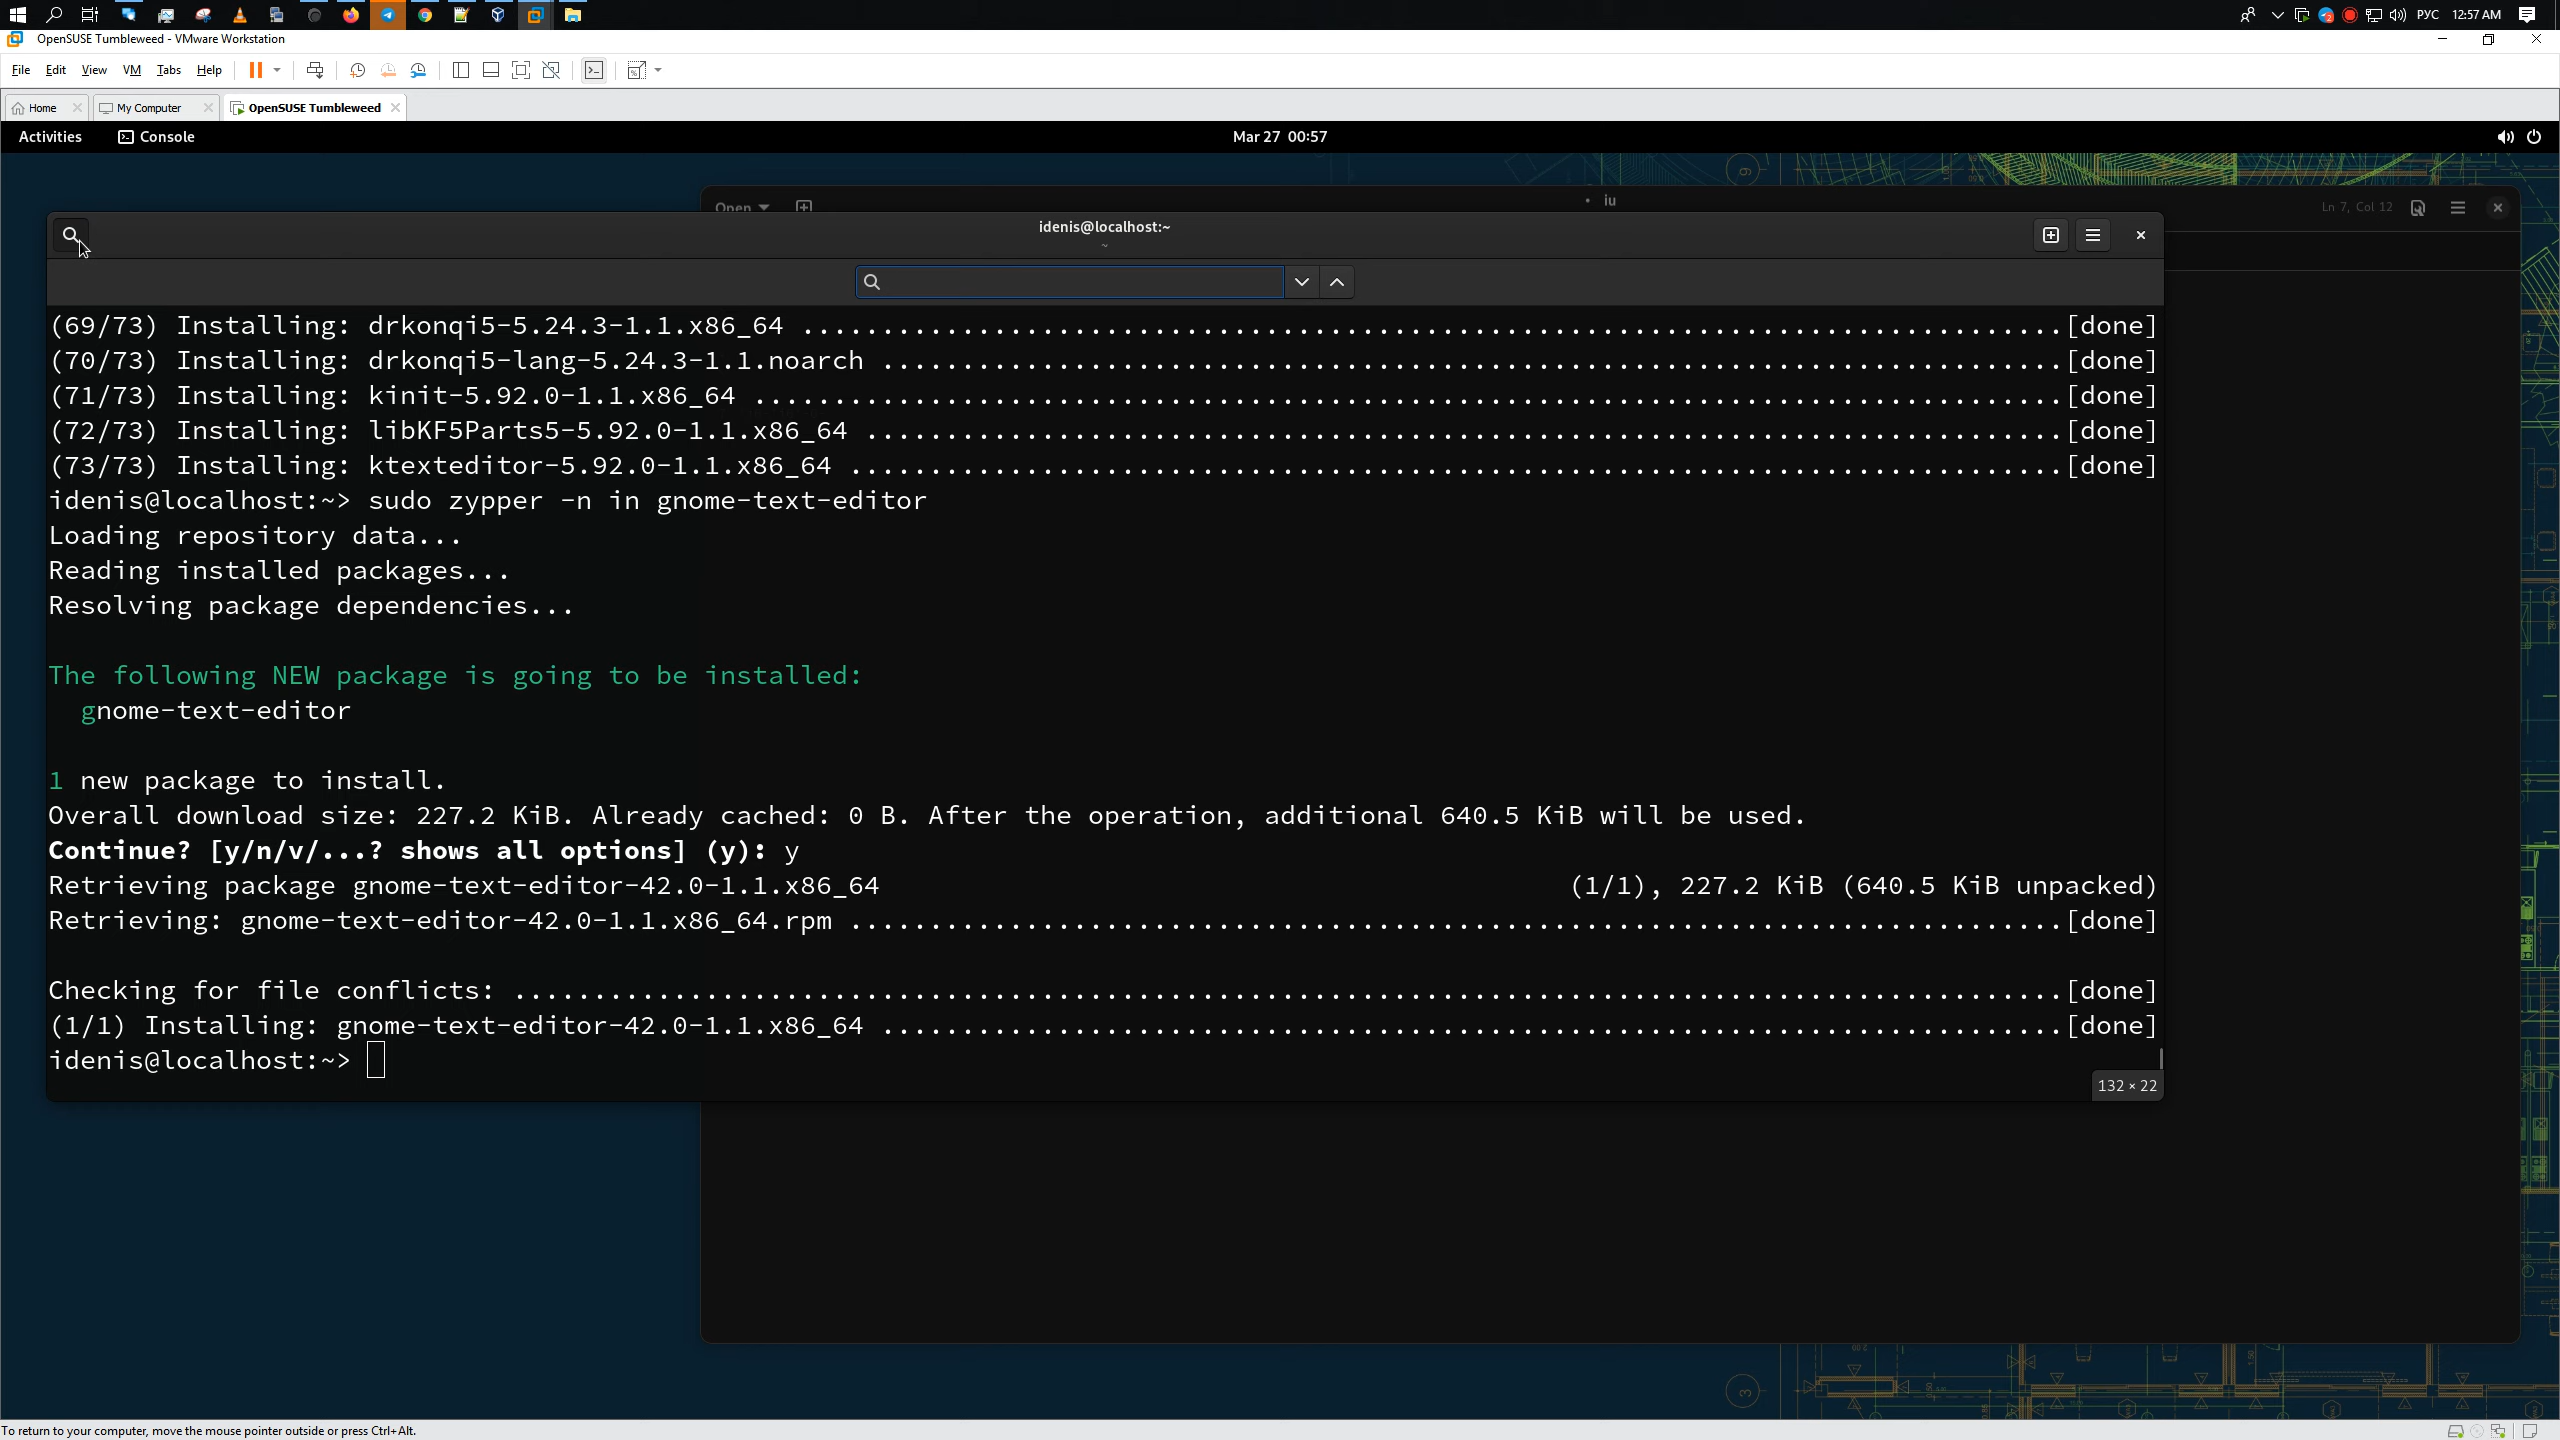 РУС 12:57 AM
OpenSUSE Tumbleweed - VMware Workstation
File Edit View VM Tabs Help
Home My Computer OpenSUSE Tumbleweed
Activities Console Mar 27 00:57
Open • iu Ln 7, Col 12
idenis@localhost:~
~
(69/73) Installing: drkonqi5-5.24.3-1.1.x86_64 ...............................................................................[done]
(70/73) Installing: drkonqi5-lang-5.24.3-1.1.noarch ..........................................................................[done]
(71/73) Installing: kinit-5.92.0-1.1.x86_64 ..................................................................................[done]
(72/73) Installing: libKF5Parts5-5.92.0-1.1.x86_64 ...........................................................................[done]
(73/73) Installing: ktexteditor-5.92.0-1.1.x86_64 ............................................................................[done]
idenis@localhost:~> sudo zypper -n in gnome-text-editor
Loading repository data...
Reading installed packages...
Resolving package dependencies...
The following NEW package is going to be installed:
gnome-text-editor
1 new package to install.
Overall download size: 227.2 KiB. Already cached: 0 B. After the operation, additional 640.5 KiB will be used.
Continue? [y/n/v/...? shows all options] (y): y
Retrieving package gnome-text-editor-42.0-1.1.x86_64 (1/1), 227.2 KiB (640.5 KiB unpacked)
Retrieving: gnome-text-editor-42.0-1.1.x86_64.rpm ............................................................................[done]
Checking for file conflicts: .................................................................................................[done]
(1/1) Installing: gnome-text-editor-42.0-1.1.x86_64 ..........................................................................[done]
idenis@localhost:~>
132 × 22
To return to your computer, move the mouse pointer outside or press Ctrl+Alt.